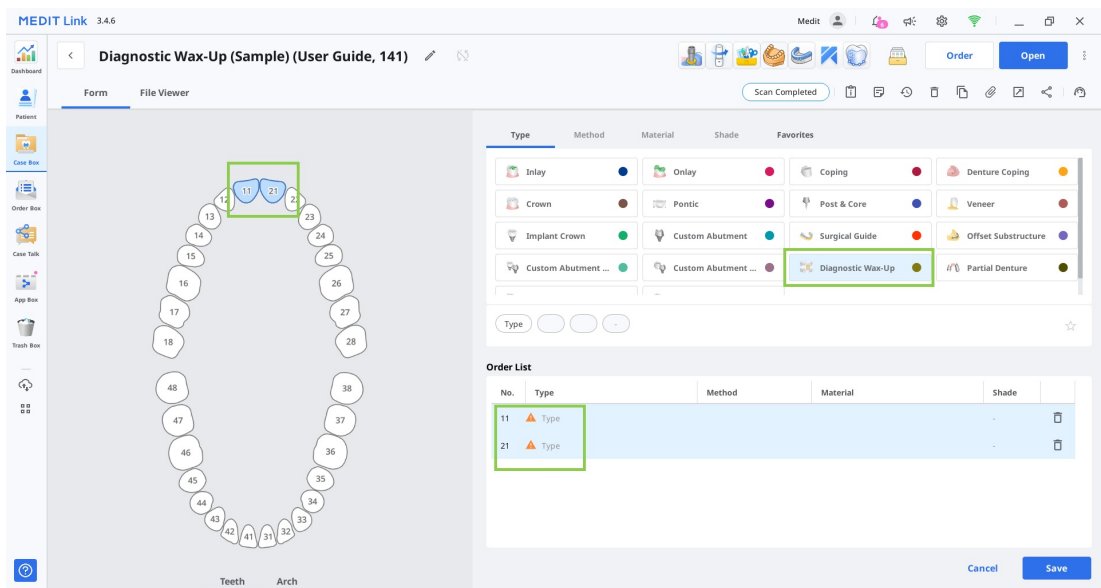 MEDIT Link 3.4.6
Medit
Dashboard
Patient
Case Box
Order Box
Case Talk
App Box
Trash Box
Diagnostic Wax-Up (Sample) (User Guide, 141)
Order
Open
Form
File Viewer
Scan Completed
11 21
12
13 23
14 24
15 25
16 26
17 27
18 28
48 38
47 37
46 36
45 35
44 34
43 33
42 41 31 32
Teeth Arch
Type Method Material Shade Favorites
Inlay Onlay Coping Denture Coping
Crown Pontic Post & Core Veneer
Implant Crown Custom Abutment Surgical Guide Offset Substructure
Custom Abutment ... Custom Abutment ... Diagnostic Wax-Up Partial Denture
Type -
Order List
No. Type Method Material Shade
11 Type -
21 Type -
Cancel Save